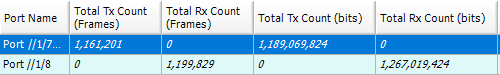 Port Name Total Tx Count (Frames) Total Rx Count (Frames) Total Tx Count (bits) Total Rx Count (bits)
Port //1/7... 1,161,201 0 1,189,069,824 0
Port //1/8 0 1,199,829 0 1,267,019,424